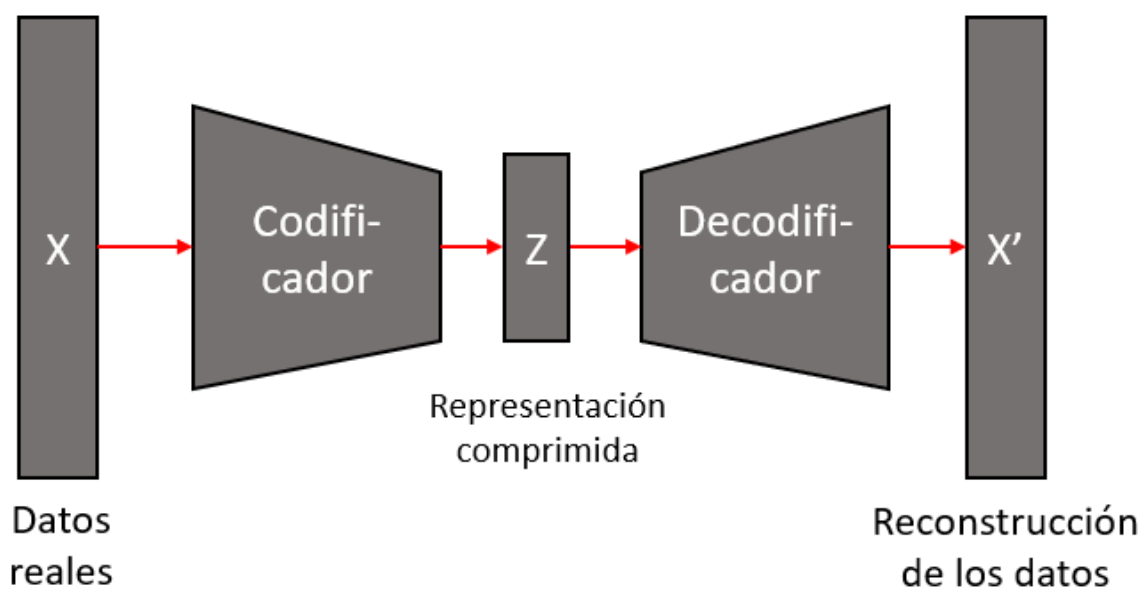 X
Codifi-
cador
Z
Decodifi-
cador
X’
Representación
comprimida
Datos
reales
Reconstrucción
de los datos